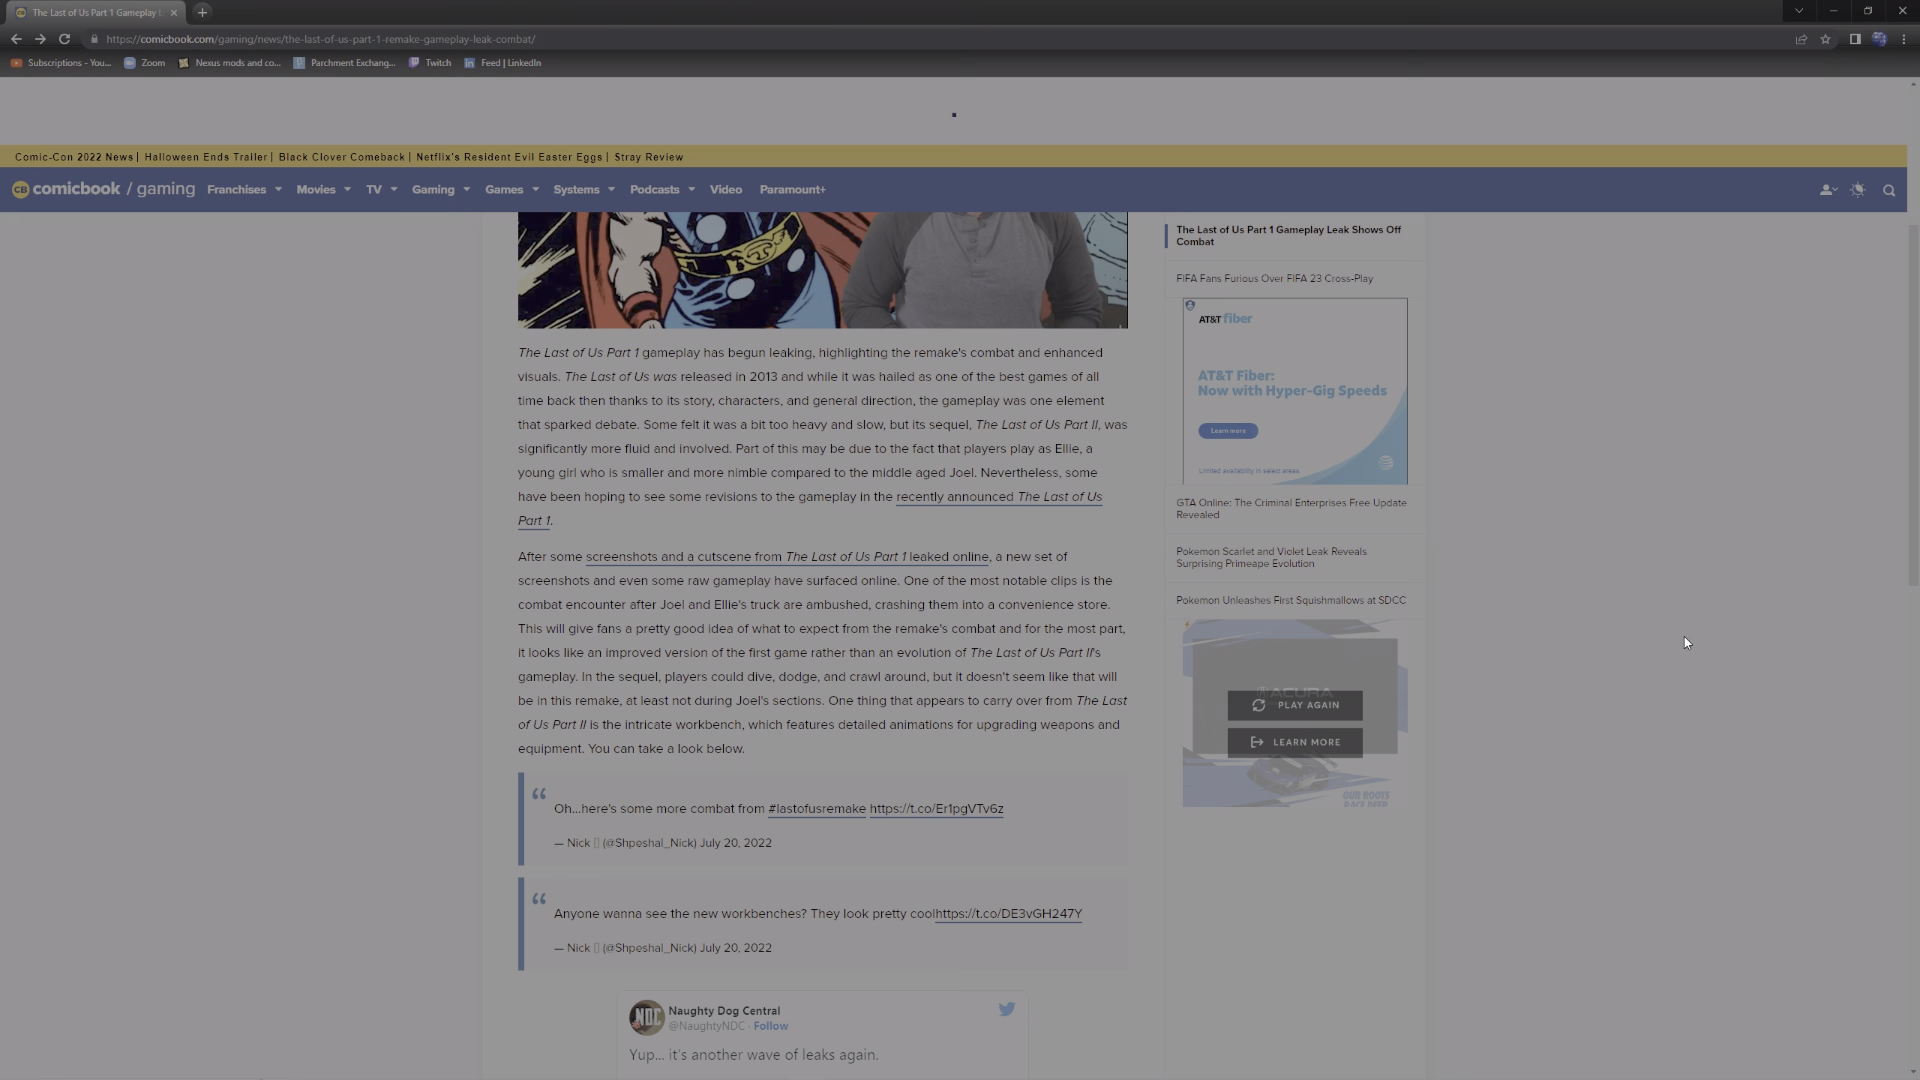 The Last of Us Part 1 Gameplay L
https://comicbook.com/gaming/news/the-last-of-us-part-1-remake-gameplay-leak-combat/
Subscriptions - You... Zoom Nexus mods and co... Parchment Exchang... Twitch Feed | LinkedIn
Comic-Con 2022 News | Halloween Ends Trailer | Black Clover Comeback | Netflix's Resident Evil Easter Eggs | Stray Review
CB comicbook / gaming Franchises Movies TV Gaming Games Systems Podcasts Video Paramount+
The Last of Us Part 1 gameplay has begun leaking, highlighting the remake's combat and enhanced
visuals. The Last of Us was released in 2013 and while it was hailed as one of the best games of all
time back then thanks to its story, characters, and general direction, the gameplay was one element
that sparked debate. Some felt it was a bit too heavy and slow, but its sequel, The Last of Us Part II, was
significantly more fluid and involved. Part of this may be due to the fact that players play as Ellie, a
young girl who is smaller and more nimble compared to the middle aged Joel. Nevertheless, some
have been hoping to see some revisions to the gameplay in the recently announced The Last of Us
Part 1.
After some screenshots and a cutscene from The Last of Us Part 1 leaked online, a new set of
screenshots and even some raw gameplay have surfaced online. One of the most notable clips is the
combat encounter after Joel and Ellie's truck are ambushed, crashing them into a convenience store.
This will give fans a pretty good idea of what to expect from the remake's combat and for the most part,
it looks like an improved version of the first game rather than an evolution of The Last of Us Part II's
gameplay. In the sequel, players could dive, dodge, and crawl around, but it doesn't seem like that will
be in this remake, at least not during Joel's sections. One thing that appears to carry over from The Last
of Us Part II is the intricate workbench, which features detailed animations for upgrading weapons and
equipment. You can take a look below.
“ Oh...here's some more combat from #lastofusremake https://t.co/Er1pgVTv6z
— Nick (@Shpeshal_Nick) July 20, 2022
“ Anyone wanna see the new workbenches? They look pretty coolhttps://t.co/DE3vGH247Y
— Nick (@Shpeshal_Nick) July 20, 2022
NDC
Naughty Dog Central
@NaughtyNDC · Follow
Yup... it's another wave of leaks again.
The Last of Us Part 1 Gameplay Leak Shows Off
Combat
FIFA Fans Furious Over FIFA 23 Cross-Play
AT&T fiber
AT&T Fiber:
Now with Hyper-Gig Speeds
Learn more
Limited availability in select areas.
AT&T
GTA Online: The Criminal Enterprises Free Update
Revealed
Pokemon Scarlet and Violet Leak Reveals
Surprising Primeape Evolution
Pokemon Unleashes First Squishmallows at SDCC
ACURA
PLAY AGAIN
LEARN MORE
OUR ROOTS
RACE DEEP